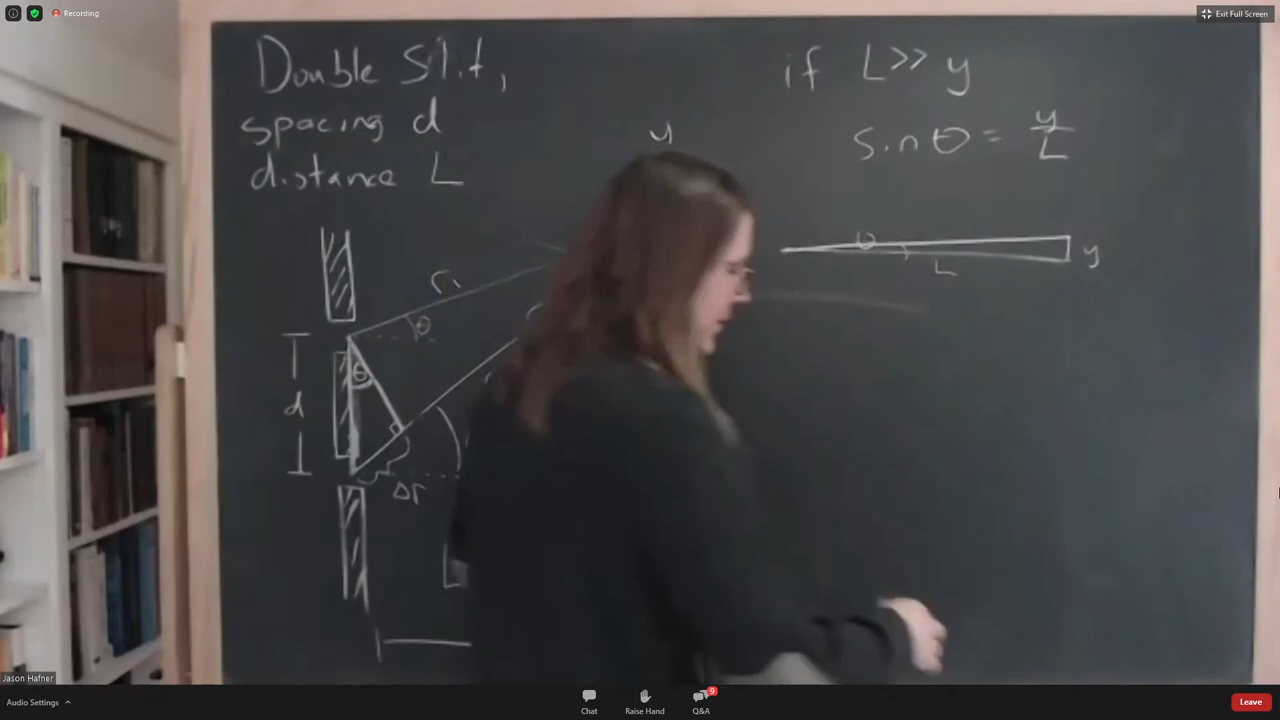 Recording
Exit Full Screen
Double Slit,
spacing d
distance L
if L>> y
sin θ = y/L
y
r₁
θ
θ
d
Δr
θ
L
y
Jason Hafner
Audio Settings
Chat
Raise Hand
Q&A
9
Leave